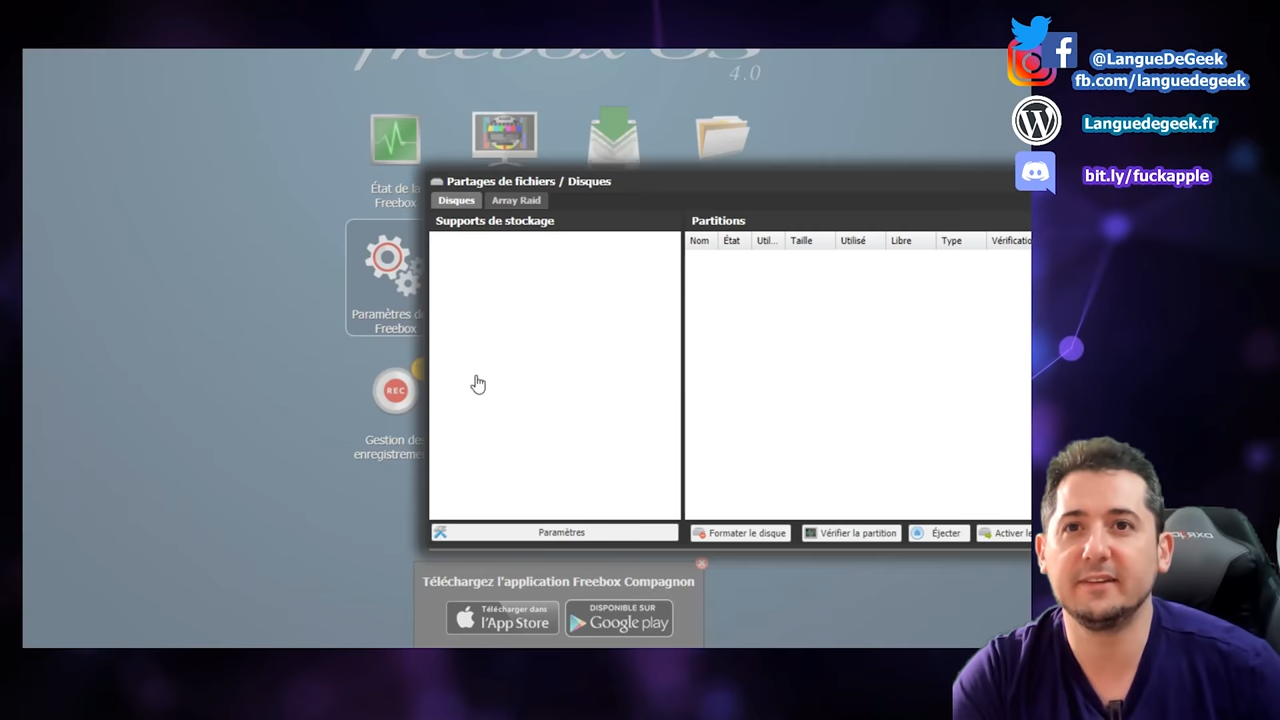 Freebox OS
4.0
@LangueDeGeek
fb.com/languedegeek
Languedegeek.fr
bit.ly/fuckapple
État de la
Freebox
Paramètres de
Freebox
REC
Gestion des
Partages de fichiers / Disques
Disques
Array Raid
Supports de stockage
Partitions
Nom
État
Util...
Taille
Utilisé
Libre
Type
Paramètres
Formater le disque
Vérifier la partition
Éjecter
Activer le
Téléchargez l'application Freebox Compagnon
Télécharger dans
l'App Store
DISPONIBLE SUR
Google play